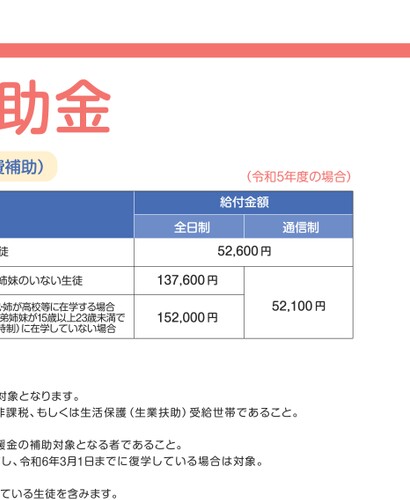 助金
費補助）
（令和5年度の場合）
給付金額
全日制 通信制
徒 52,600円
姉妹のいない生徒 137,600円
52,100円
姉が高校等に在学する場合
弟姉妹が15歳以上23歳未満で
時制）に在学していない場合
152,000円
対象となります。
非課税、もしくは生活保護（生業扶助）受給世帯であること。
援金の補助対象となる者であること。
し、令和6年3月1日までに復学している場合は対象。
ている生徒を含みます。